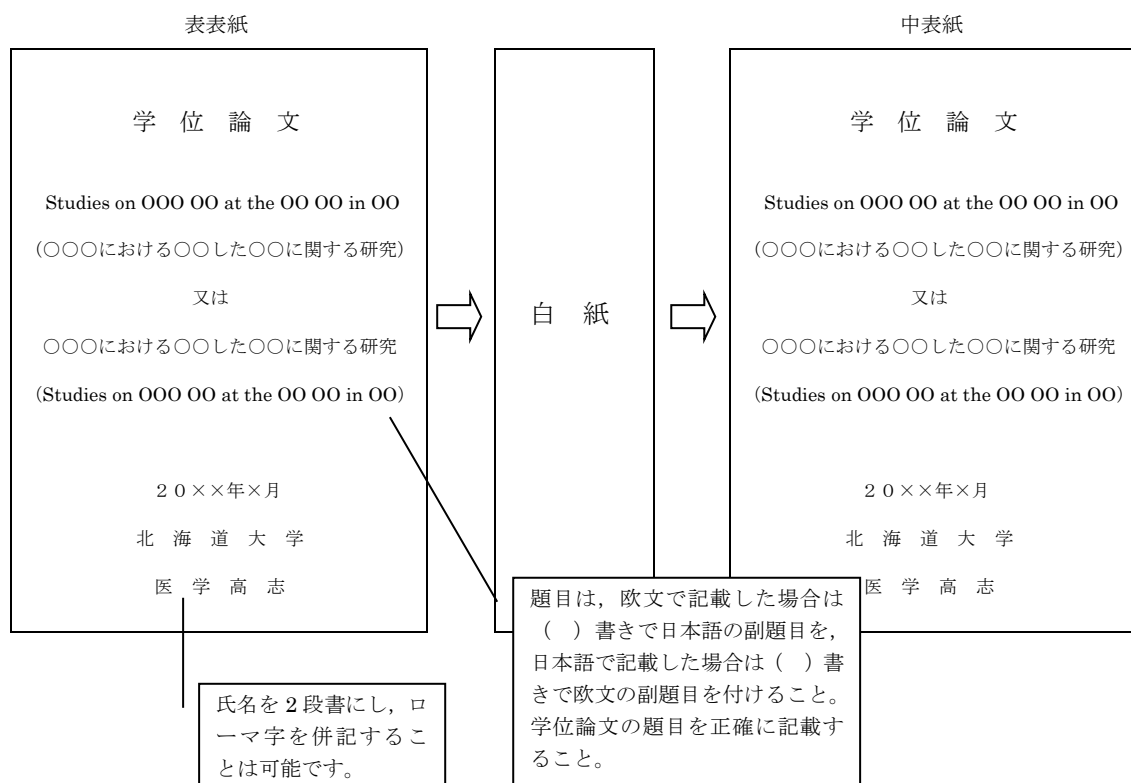 表表紙
学 位 論 文
Studies on OOO OO at the OO OO in OO
(○○○における○○した○○に関する研究)
又は
○○○における○○した○○に関する研究
(Studies on OOO OO at the OO OO in OO)
20××年×月
北 海 道 大 学
医 学 高 志
氏名を2段書にし,ロ
ーマ字を併記するこ
とは可能です。
白 紙
中表紙
学 位 論 文
Studies on OOO OO at the OO OO in OO
(○○○における○○した○○に関する研究)
又は
○○○における○○した○○に関する研究
(Studies on OOO OO at the OO OO in OO)
20××年×月
北 海 道 大 学
医 学 高 志
題目は,欧文で記載した場合は
( )書きで日本語の副題目を,
日本語で記載した場合は( )書
きで欧文の副題目を付けること。
学位論文の題目を正確に記載す
ること。